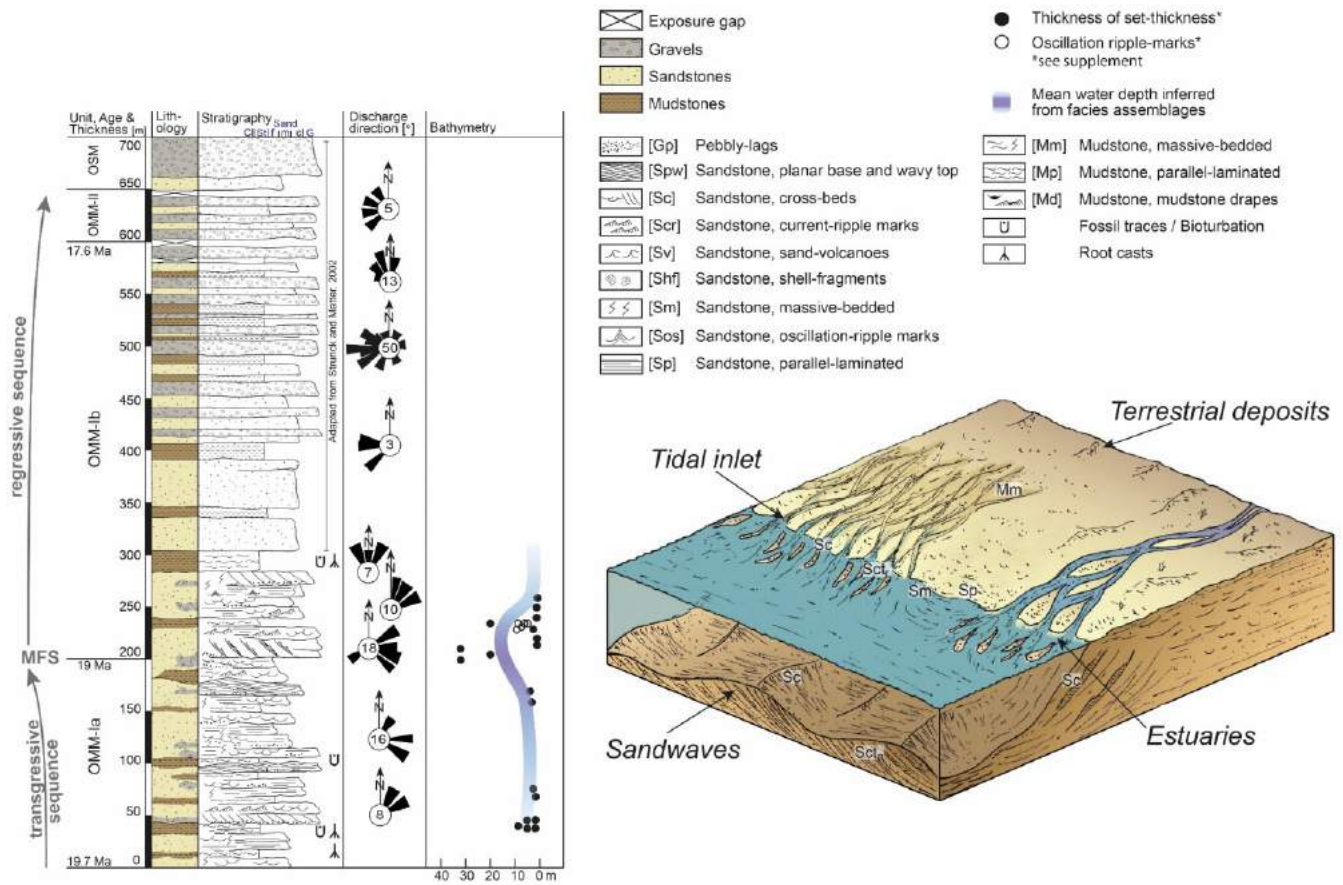 Exposure gap
Gravels
Sandstones
Mudstones
Thickness of set-thickness*
Oscillation ripple-marks*
*see supplement
Mean water depth inferred
from facies assemblages
[Gp] Pebbly-lags
[Spw] Sandstone, planar base and wavy top
[Sc] Sandstone, cross-beds
[Scr] Sandstone, current-ripple marks
[Sv] Sandstone, sand-volcanoes
[Shf] Sandstone, shell-fragments
[Sm] Sandstone, massive-bedded
[Sos] Sandstone, oscillation-ripple marks
[Sp] Sandstone, parallel-laminated
[Mm] Mudstone, massive-bedded
[Mp] Mudstone, parallel-laminated
[Md] Mudstone, mudstone drapes
Fossil traces / Bioturbation
Root casts
Unit, Age &
Thickness [m]
Lith-
ology
Stratigraphy
Sand
Cl St f m c G
Discharge
direction [°]
Bathymetry
700
OSM
650
OMM-II
600
17.6 Ma
550
500
450
OMM-Ib
400
350
300
250
200
MFS
19 Ma
150
OMM-Ia
100
50
19.7 Ma
0
regressive sequence
transgressive
sequence
Adapted from Strunck and Matter, 2002
N
5
N
13
N
50
N
3
N
7
N
10
N
18
N
16
N
8
40 30 20 10 0 m
Terrestrial deposits
Tidal inlet
Mm
Sc
Sct
Sm
Sp
Sc
Sc
Sandwaves
Estuaries